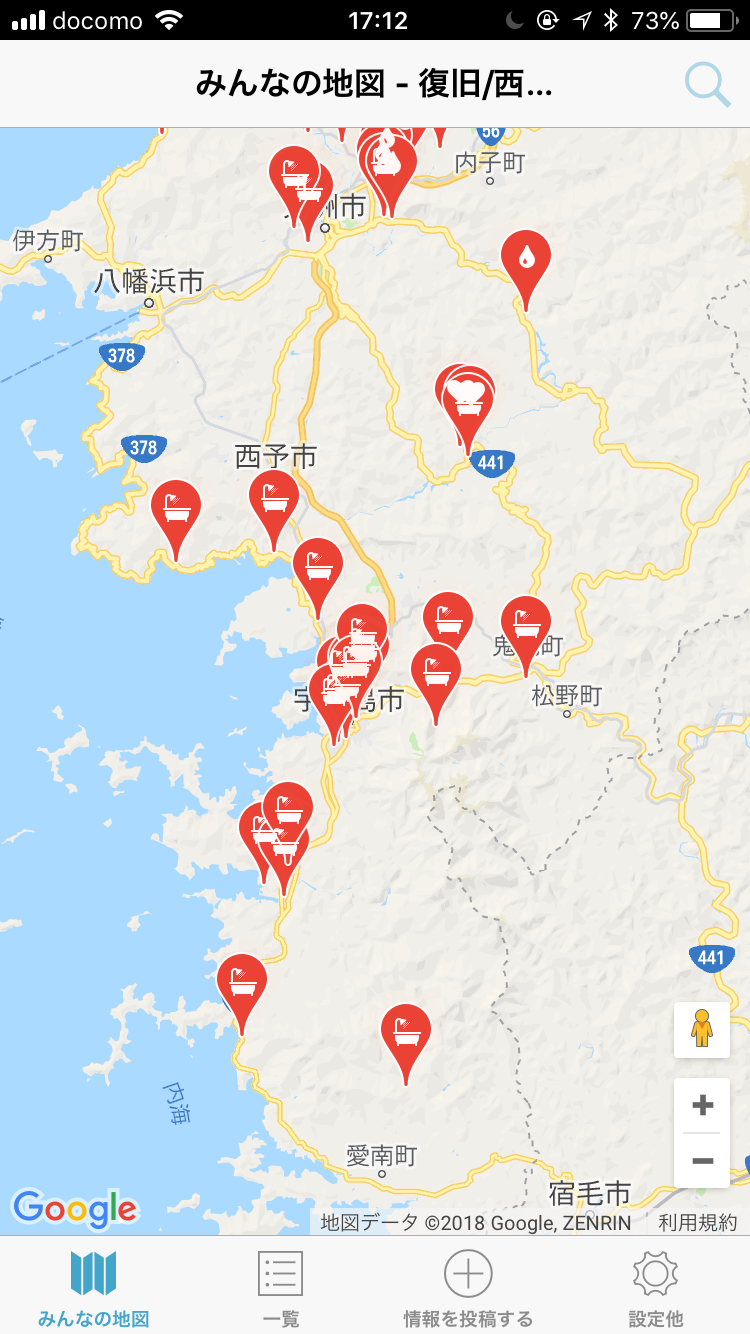 docomo
17:12
73%
みんなの地図 - 復旧/西...
56
内子町
洲市
伊方町
八幡浜市
378
378
西予市
441
鬼
町
松野町
宇
島市
441
内海
愛南町
宿毛市
Google
地図データ ©2018 Google, ZENRIN
利用規約
みんなの地図
一覧
情報を投稿する
設定他